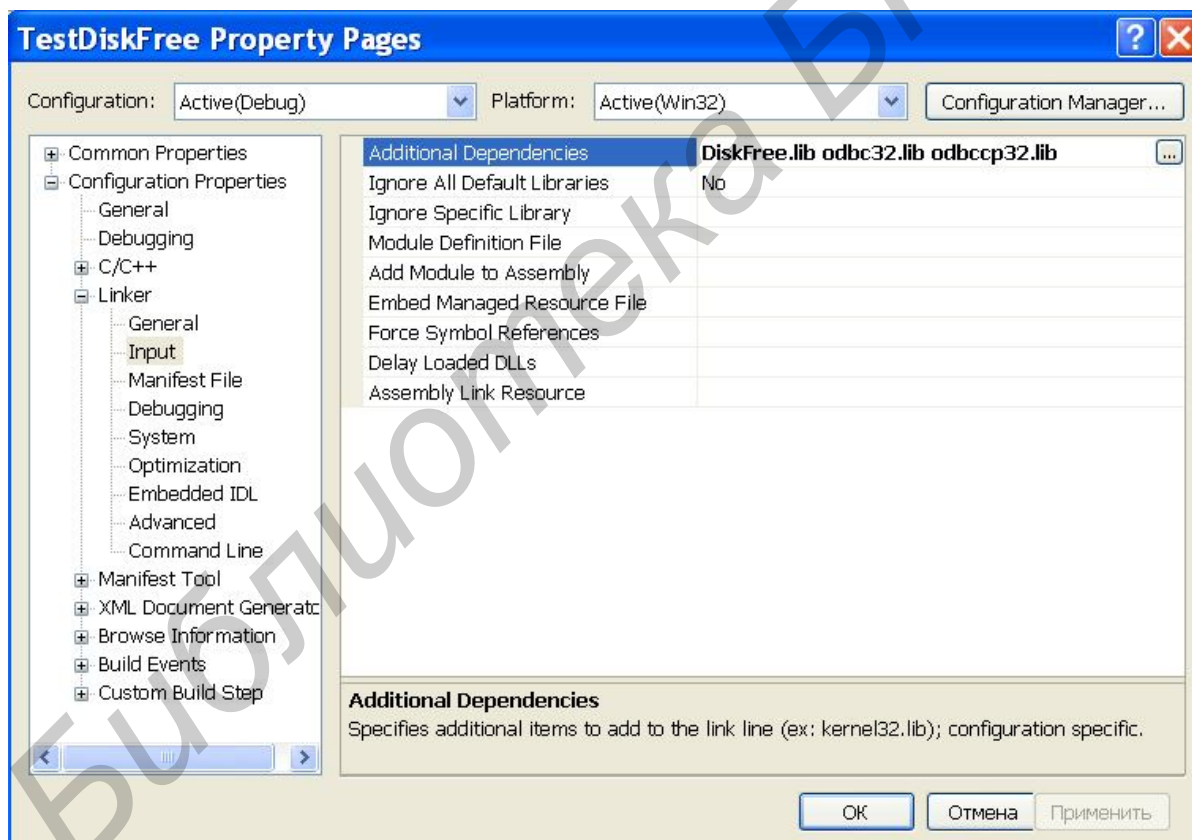 TestDiskFree Property Pages
Configuration: Active(Debug) Platform: Active(Win32) Configuration Manager...
Common Properties
Configuration Properties
General
Debugging
C/C++
Linker
General
Input
Manifest File
Debugging
System
Optimization
Embedded IDL
Advanced
Command Line
Manifest Tool
XML Document Generatc
Browse Information
Build Events
Custom Build Step
Additional Dependencies DiskFree.lib odbc32.lib odbccp32.lib ...
Ignore All Default Libraries No
Ignore Specific Library
Module Definition File
Add Module to Assembly
Embed Managed Resource File
Force Symbol References
Delay Loaded DLLs
Assembly Link Resource
Additional Dependencies
Specifies additional items to add to the link line (ex: kernel32.lib); configuration specific.
OK Отмена Применить
Библиотека